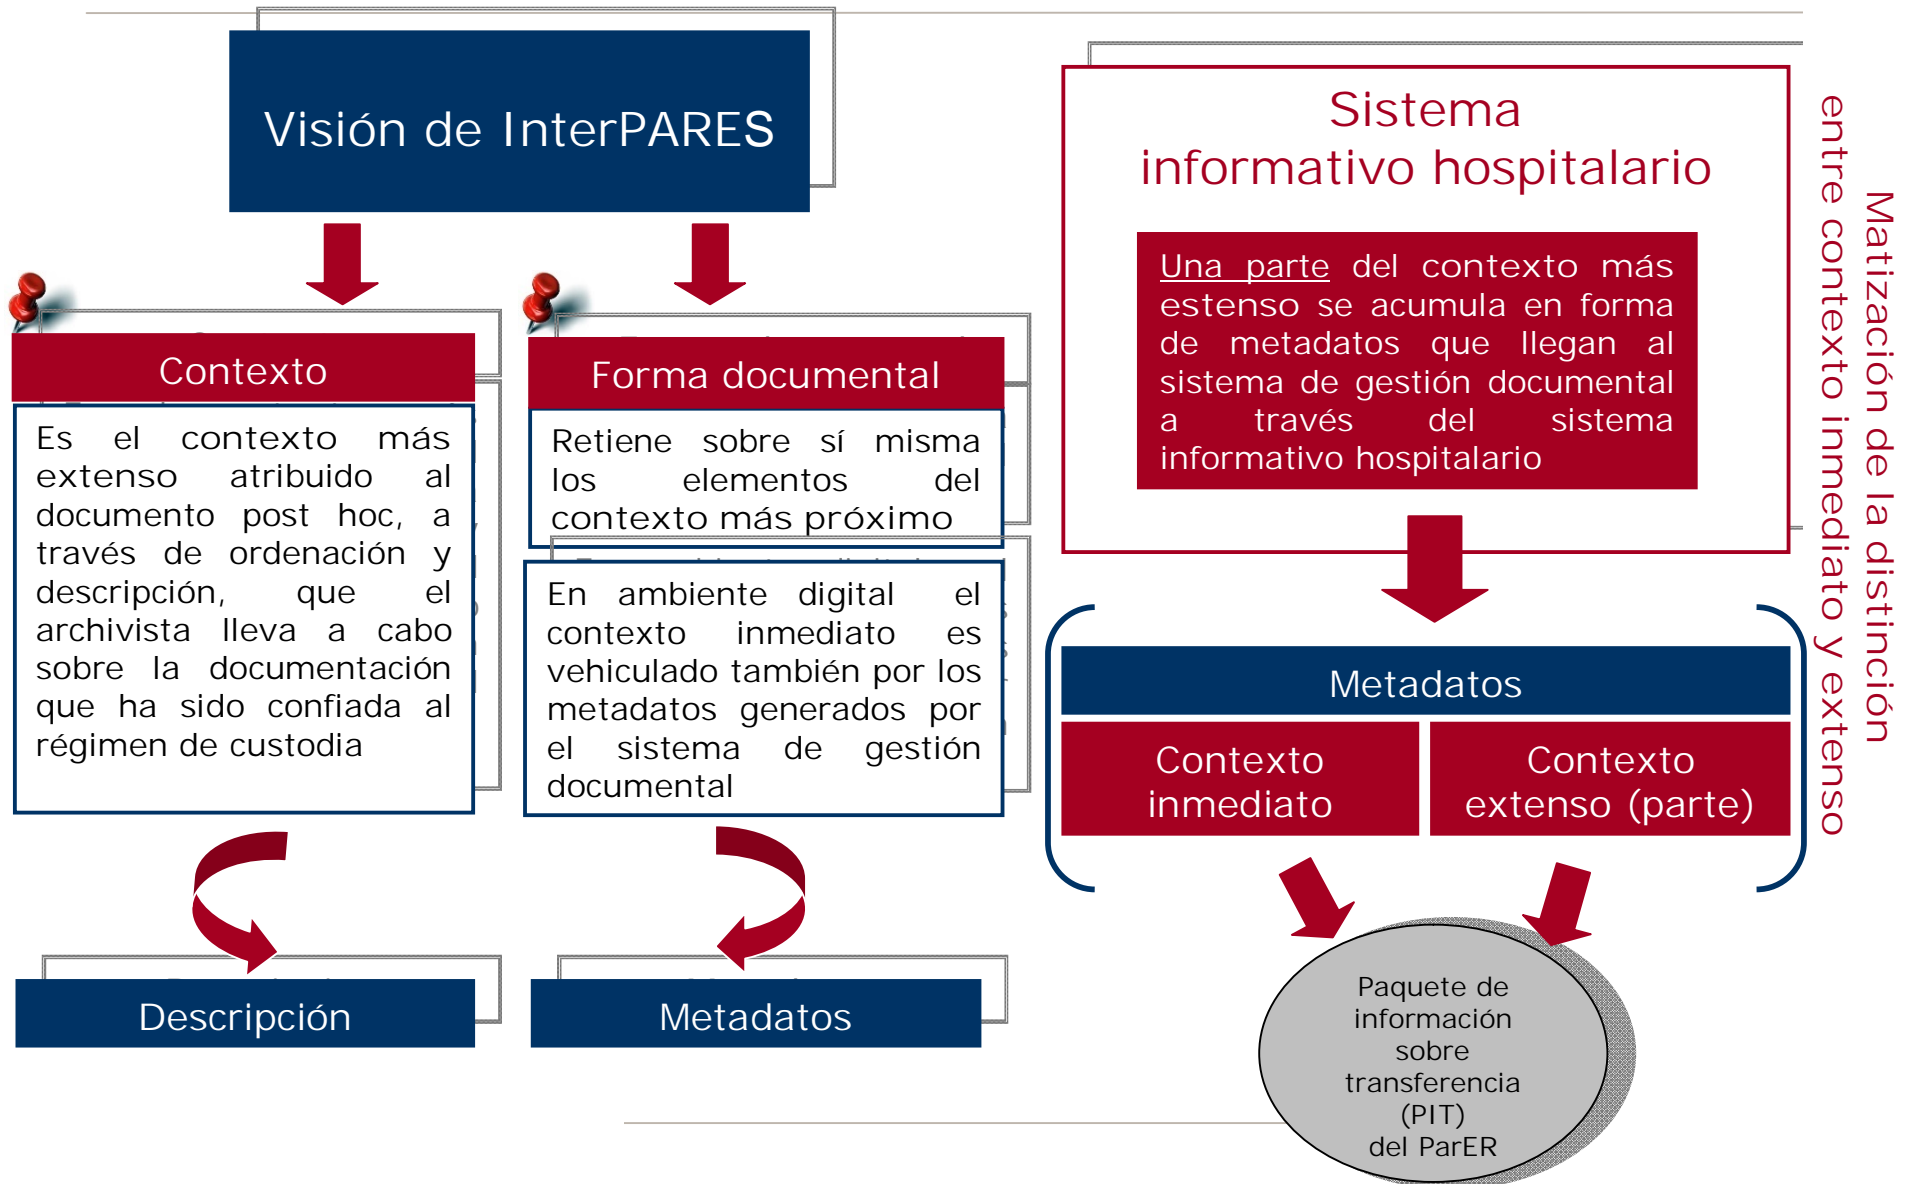 Visión de InterPARES
Contexto
Es el contexto más
extenso atribuido al
documento post hoc, a
través de ordenación y
descripción, que el
archivista lleva a cabo
sobre la documentación
que ha sido confiada al
régimen de custodia
Descripción
Forma documental
Retiene sobre sí misma
los elementos del
contexto más próximo
En ambiente digital el
contexto inmediato es
vehiculado también por los
metadatos generados por
el sistema de gestión
documental
Metadatos
Sistema
informativo hospitalario
Una parte del contexto más
estenso se acumula en forma
de metadatos que llegan al
sistema de gestión documental
a través del sistema
informativo hospitalario
Metadatos
Contexto
inmediato
Contexto
extenso (parte)
Paquete de
información
sobre
transferencia
(PIT)
del ParER
Matización de la distinción
entre contexto inmediato y extenso